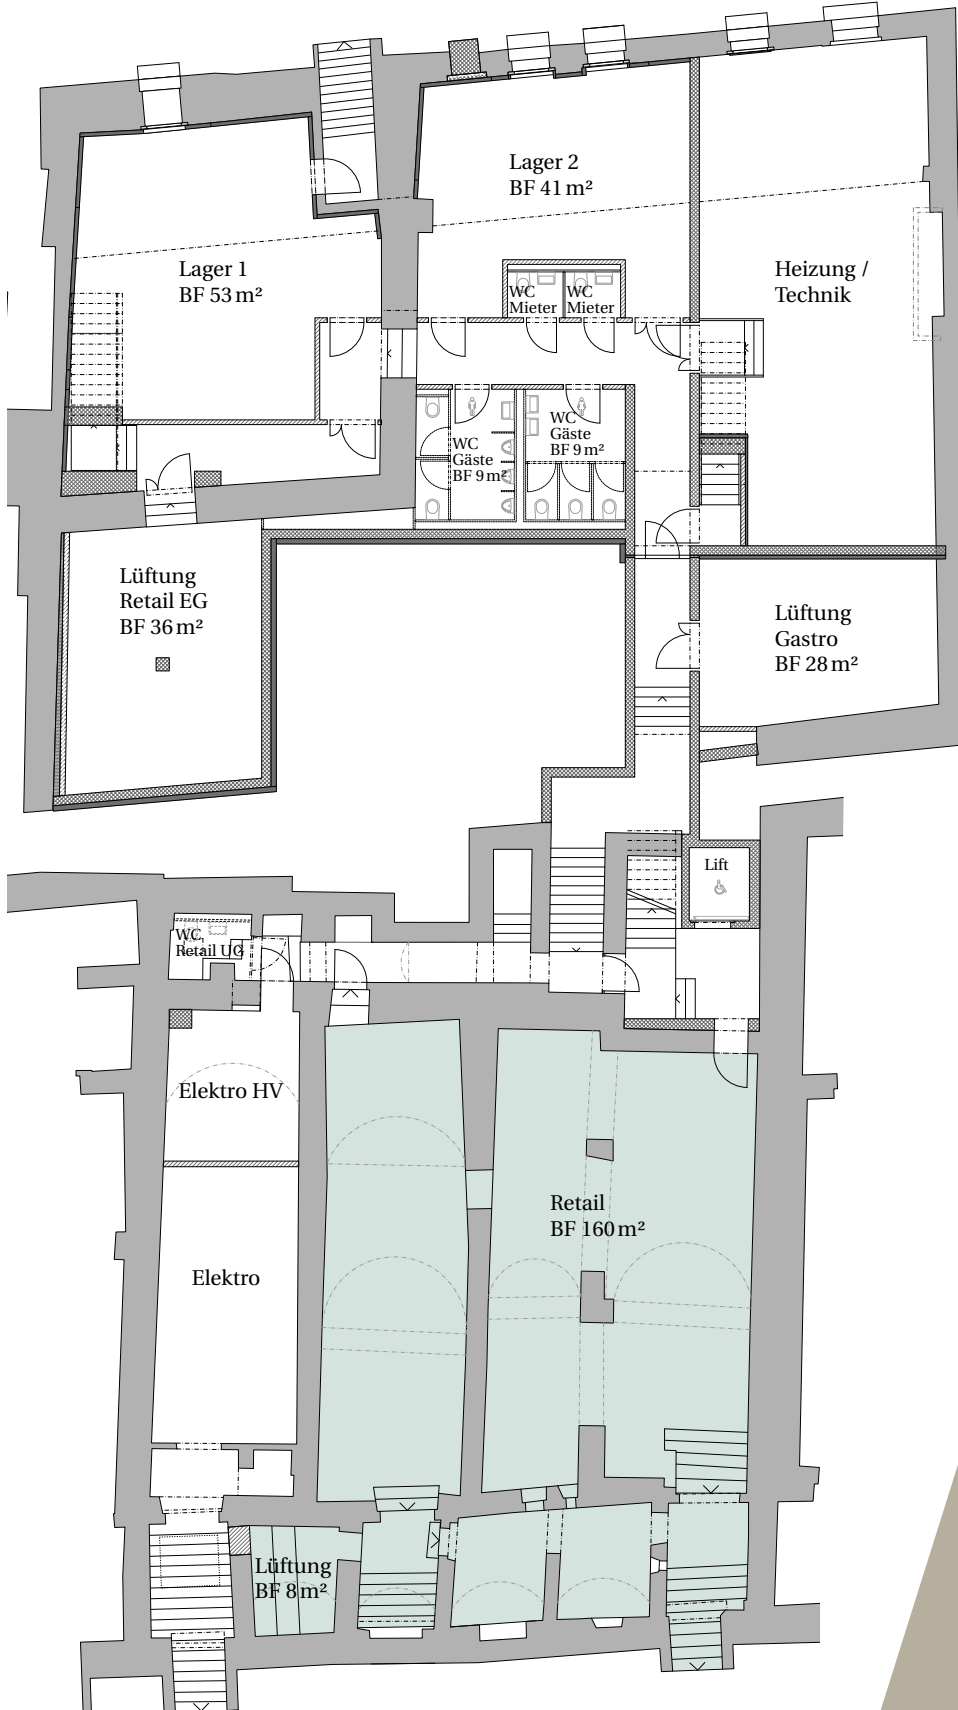 Lager 2
BF 41 m²
Lager 1
BF 53 m²
Heizung /
Technik
WC
Mieter
WC
Mieter
WC
Gäste
BF 9 m²
WC
Gäste
BF 9 m²
Lüftung
Retail EG
BF 36 m²
Lüftung
Gastro
BF 28 m²
Lift
WC
Retail UG
Elektro HV
Retail
BF 160 m²
Elektro
Lüftung
BF 8 m²